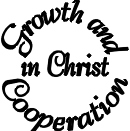 Growth and
in Christ
Cooperation